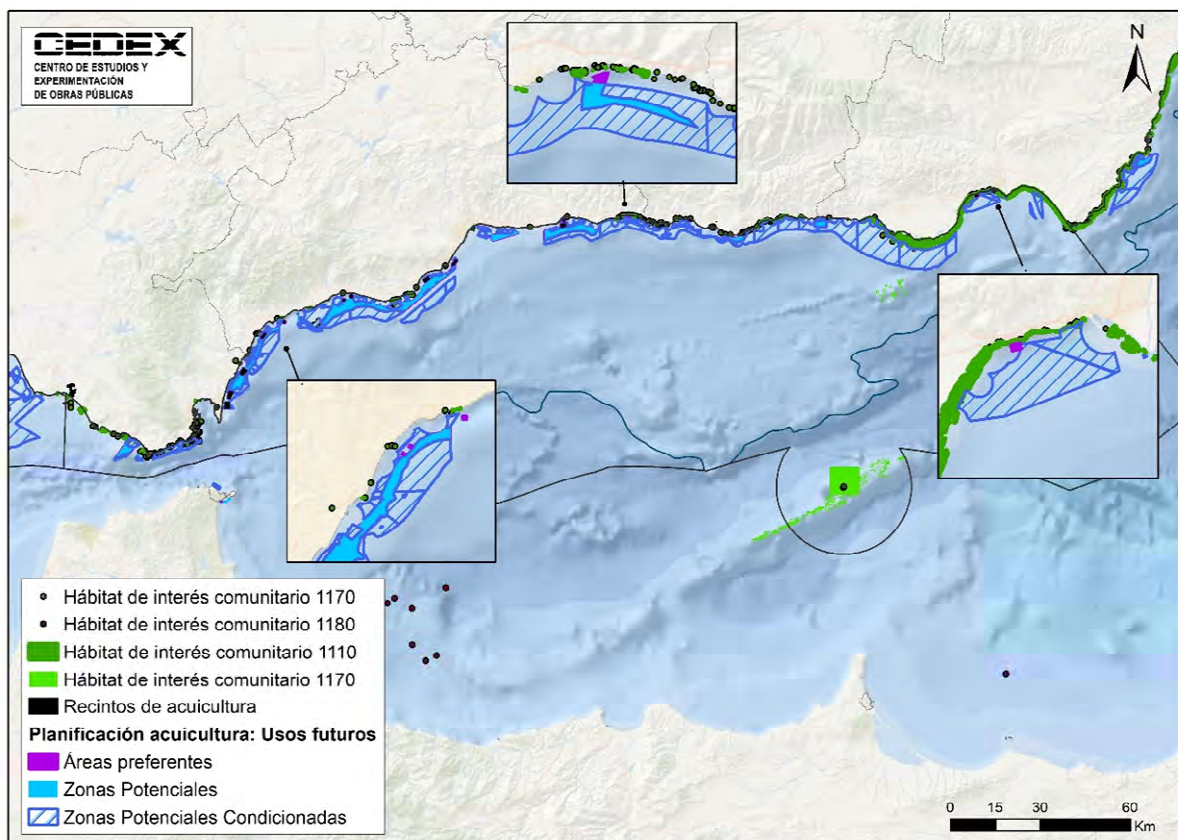 CEDEX
CENTRO DE ESTUDIOS Y
EXPERIMENTACIÓN
DE OBRAS PÚBLICAS
N
Hábitat de interés comunitario 1170
Hábitat de interés comunitario 1180
Hábitat de interés comunitario 1110
Hábitat de interés comunitario 1170
Recintos de acuicultura
Planificación acuicultura: Usos futuros
Áreas preferentes
Zonas Potenciales
Zonas Potenciales Condicionadas
0 15 30 60
Km